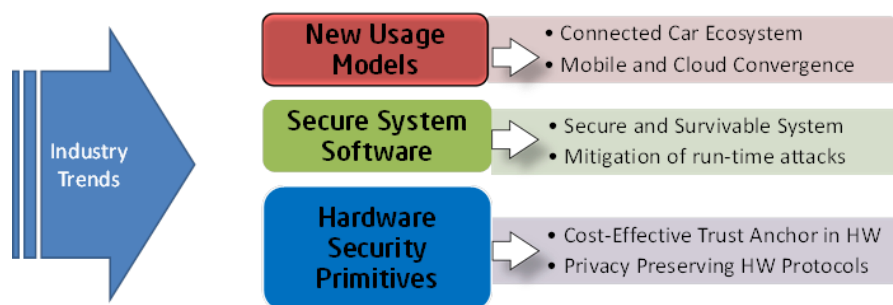 Industry
Trends
New Usage
Models
• Connected Car Ecosystem
• Mobile and Cloud Convergence
Secure System
Software
• Secure and Survivable System
• Mitigation of run-time attacks
Hardware
Security
Primitives
• Cost-Effective Trust Anchor in HW
• Privacy Preserving HW Protocols